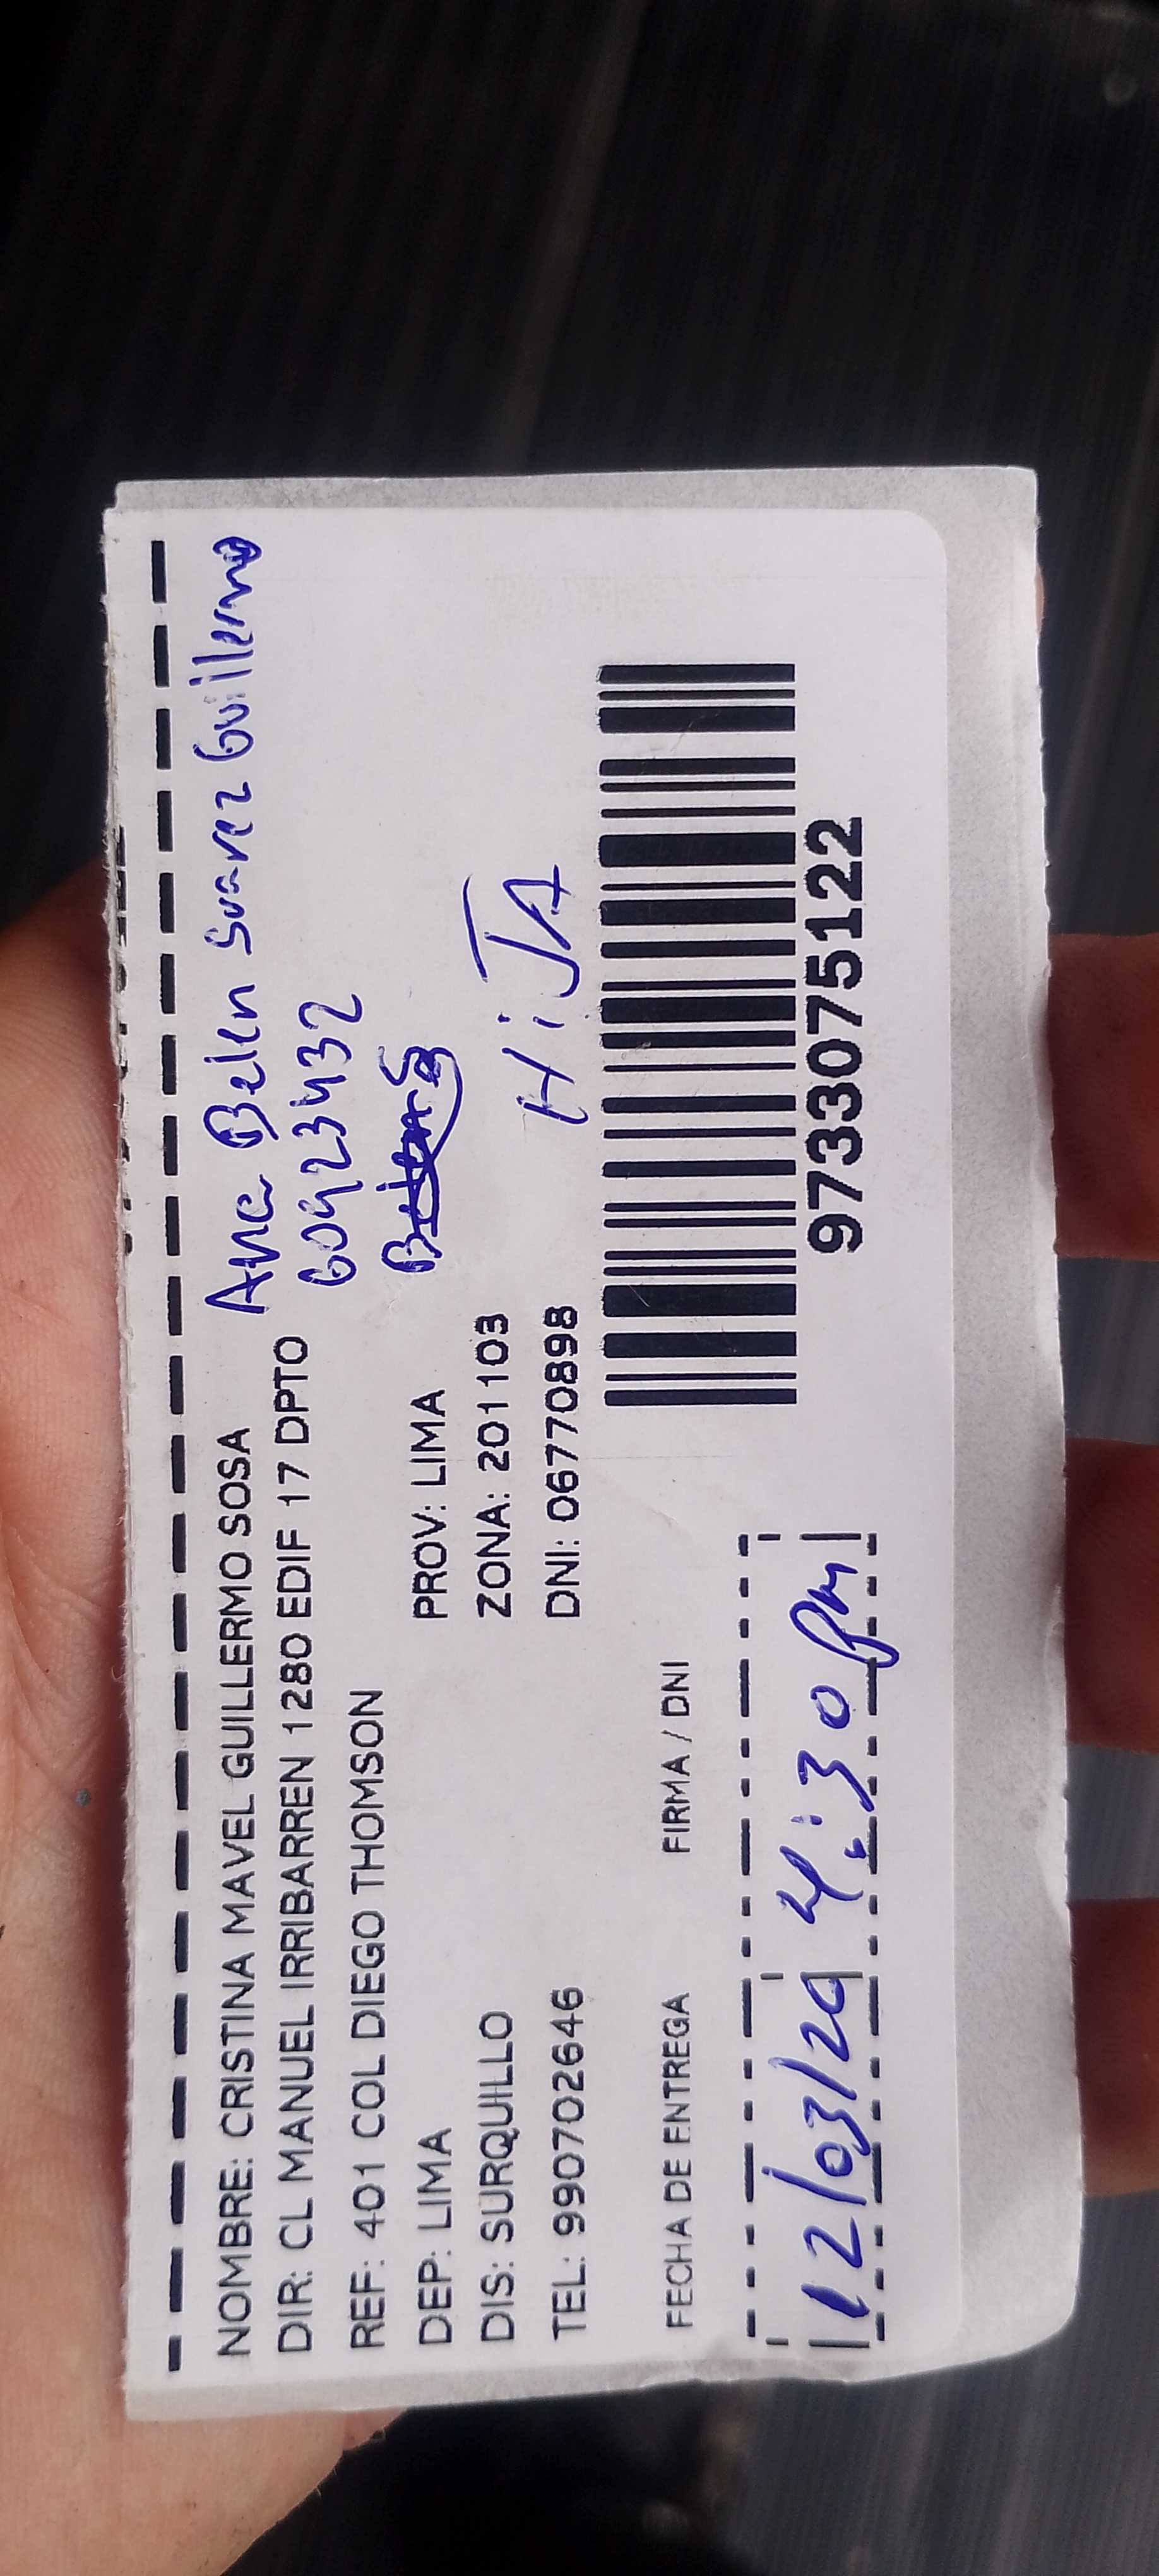 NOMBRE: CRISTINA MAVEL GUILLERMO SOSA
Ana Belen Suarez Guillermo
DIR: CL MANUEL IRRIBARREN 1280 EDIF 17 DPTO
60923432
REF: 401 COL DIEGO THOMSON
DEP: LIMA PROV: LIMA
DIS: SURQUILLO ZONA: 201103
HiJA
TEL: 990702646 DNI: 06770898
FECHA DE ENTREGA FIRMA / DNI
9733075122
12/03/24 4:30 pm